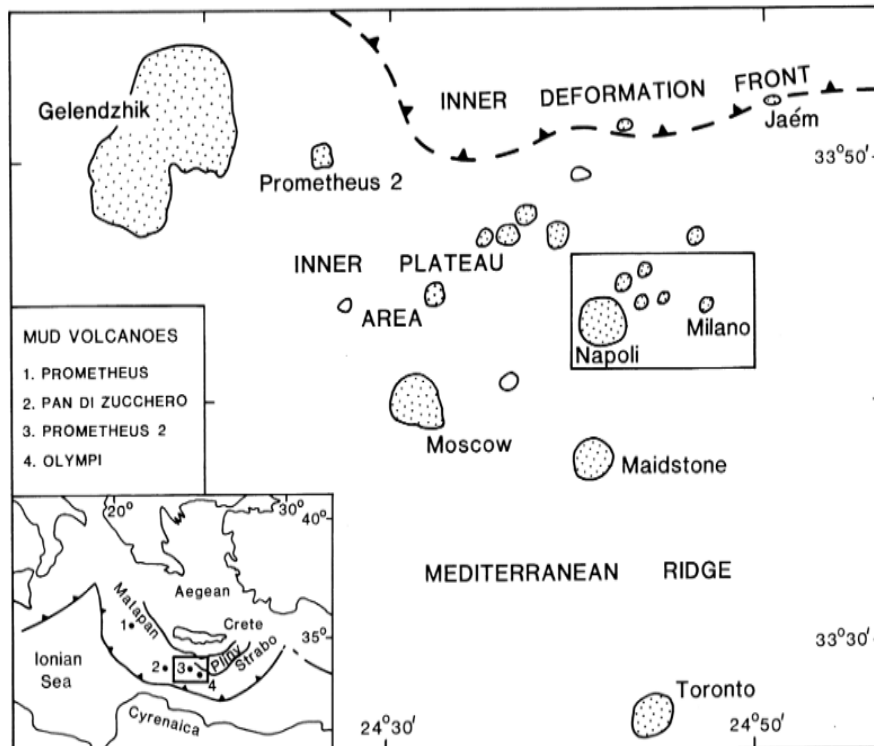 INNER DEFORMATION FRONT
Gelendzhik
Jaém
33°50'
Prometheus 2
INNER PLATEAU
AREA
Milano
Napoli
MUD VOLCANOES
1. PROMETHEUS
2. PAN DI ZUCCHERO
3. PROMETHEUS 2
4. OLYMPI
Moscow
Maidstone
20°
30°
40°
MEDITERRANEAN RIDGE
Aegean
Matapan
Crete
1
35°
Pliny
Strabo
33°30'
Ionian
Sea
2
3
4
Toronto
Cyrenaica
24°30'
24°50'